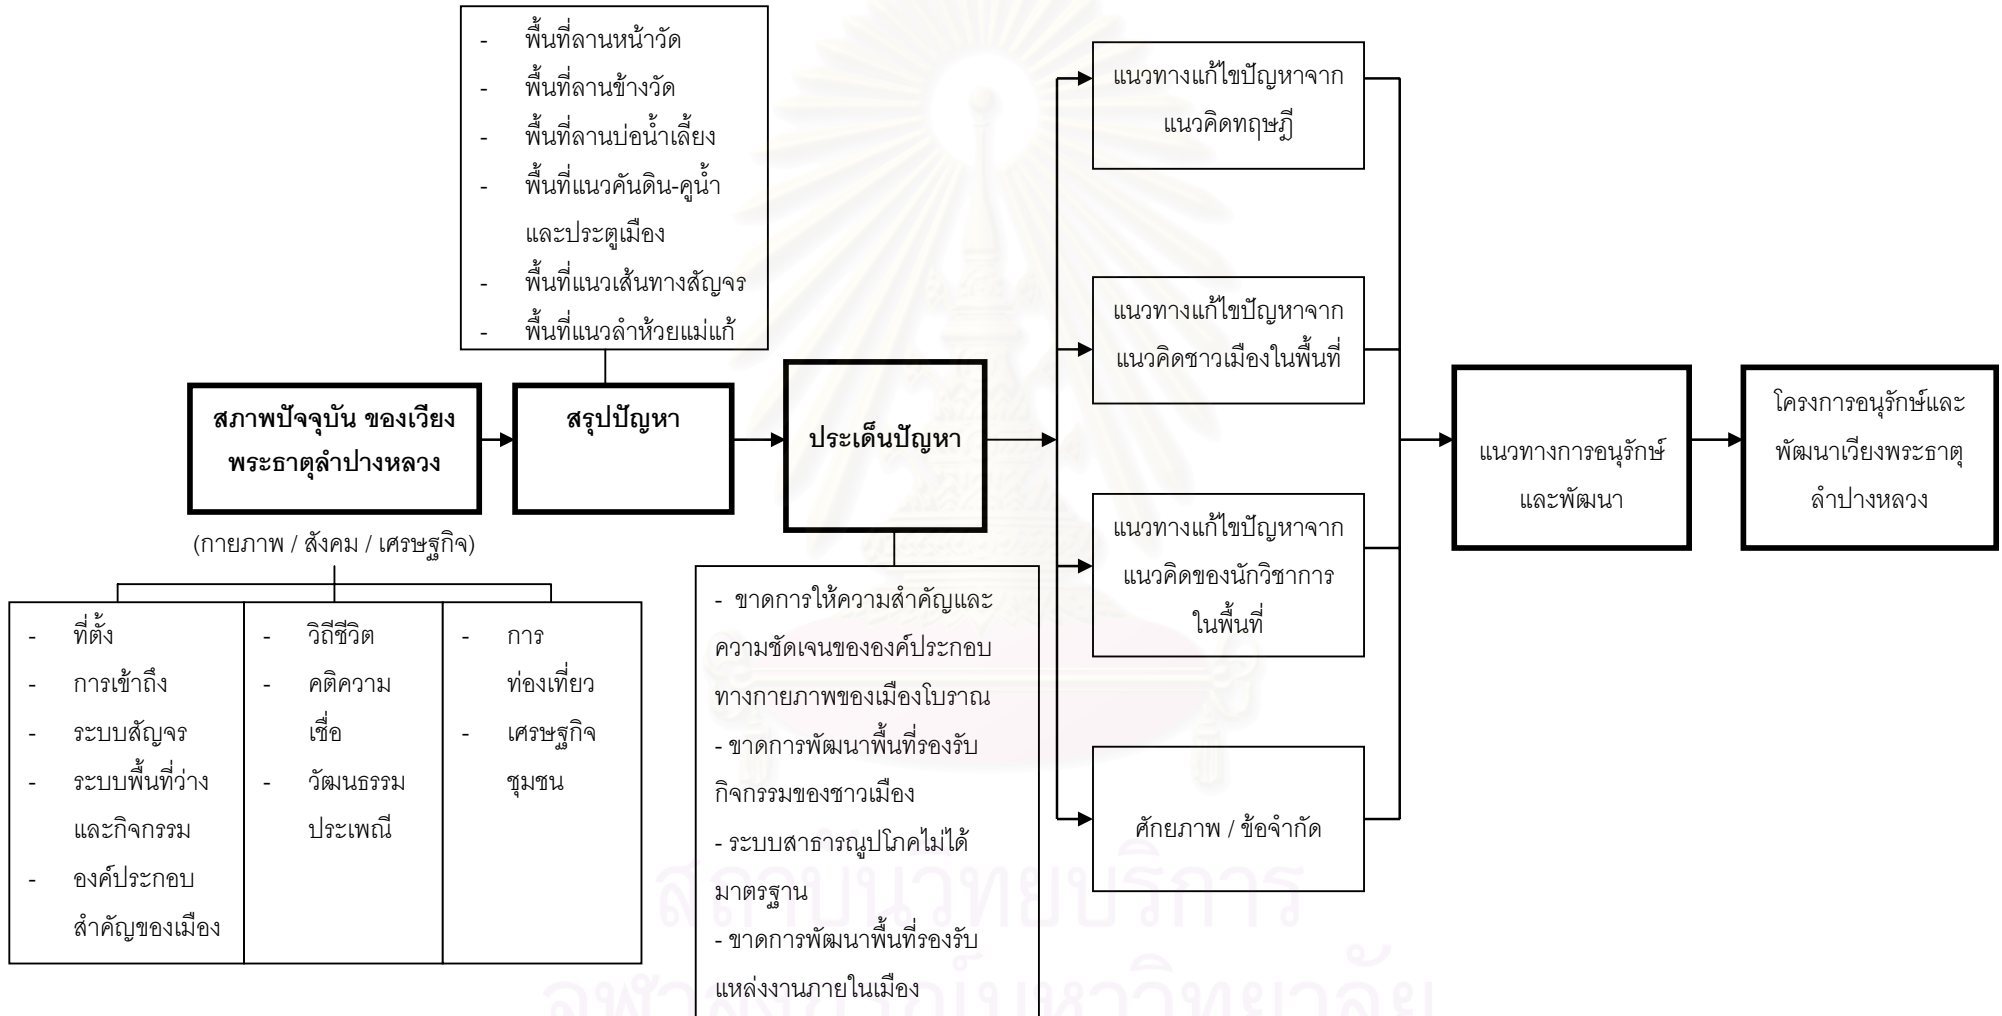 - พื้นที่ลานหน้าวัด
- พื้นที่ลานข้างวัด
- พื้นที่ลานบ่อน้ำเลี้ยง
- พื้นที่แนวคันดิน-คูน้ำ
และประตูเมือง
- พื้นที่แนวเส้นทางสัญจร
- พื้นที่แนวลำห้วยแม่แก้
สภาพปัจจุบัน ของเวียง
พระธาตุลำปางหลวง
(กายภาพ / สังคม / เศรษฐกิจ)
- ที่ตั้ง
- การเข้าถึง
- ระบบสัญจร
- ระบบพื้นที่ว่าง
และกิจกรรม
- องค์ประกอบ
สำคัญของเมือง
- วิถีชีวิต
- คติความ
เชื่อ
- วัฒนธรรม
ประเพณี
- การ
ท่องเที่ยว
- เศรษฐกิจ
ชุมชน
สรุปปัญหา
ประเด็นปัญหา
- ขาดการให้ความสำคัญและ
ความชัดเจนขององค์ประกอบ
ทางกายภาพของเมืองโบราณ
- ขาดการพัฒนาพื้นที่รองรับ
กิจกรรมของชาวเมือง
- ระบบสาธารณูปโภคไม่ได้
มาตรฐาน
- ขาดการพัฒนาพื้นที่รองรับ
แหล่งงานภายในเมือง
แนวทางแก้ไขปัญหาจาก
แนวคิดทฤษฎี
แนวทางแก้ไขปัญหาจาก
แนวคิดชาวเมืองในพื้นที่
แนวทางแก้ไขปัญหาจาก
แนวคิดของนักวิชาการ
ในพื้นที่
ศักยภาพ / ข้อจำกัด
แนวทางการอนุรักษ์
และพัฒนา
โครงการอนุรักษ์และ
พัฒนาเวียงพระธาตุ
ลำปางหลวง
สถาบันวิทยบริการ
จุฬาลงกรณ์มหาวิทยาลัย